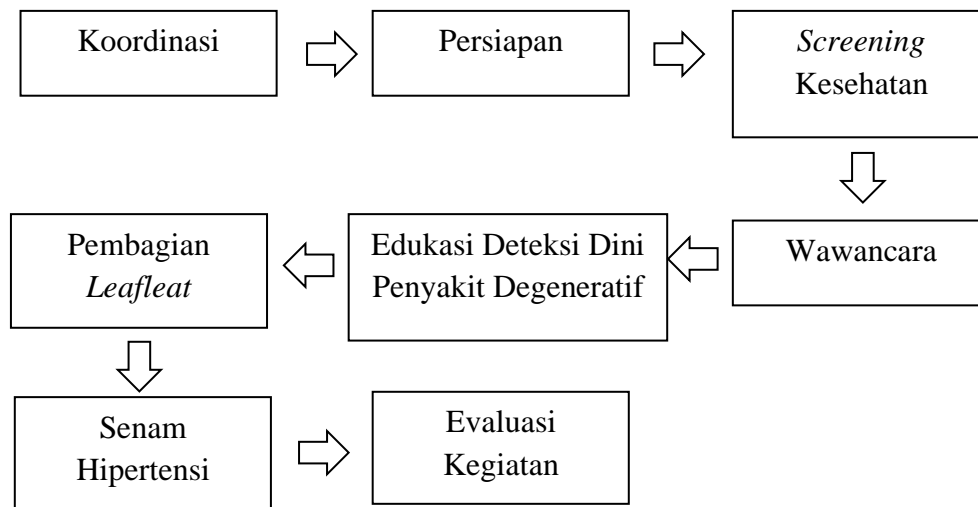 Koordinasi
Persiapan
Screening
Kesehatan
Wawancara
Edukasi Deteksi Dini
Penyakit Degeneratif
Pembagian
Leafleat
Senam
Hipertensi
Evaluasi
Kegiatan